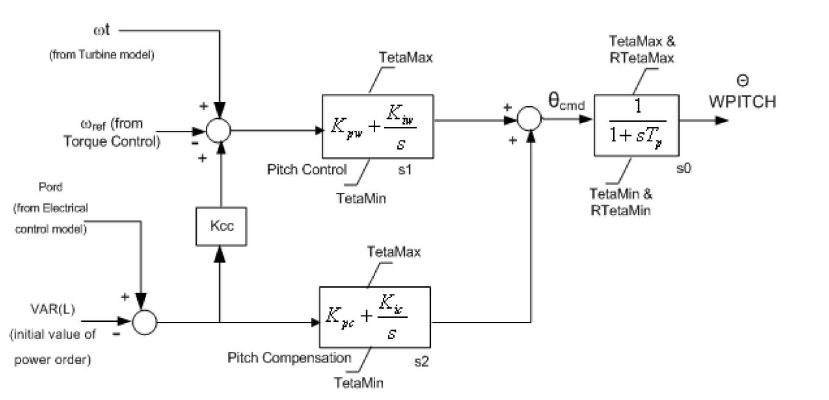 ωt
(from Turbine model)
TetaMax
TetaMax &
RTetaMax
Θ
WPITCH
+
ωref (from
Torque Control)
-
+
Kpw + Kiw
s
Pitch Control
s1
TetaMin
+
+
θcmd
1
1+sTp
s0
TetaMin &
RTetaMin
Pord
(from Electrical
control model)
Kcc
TetaMax
+
VAR(L)
(initial value of
power order)
-
Kpc + Kic
s
Pitch Compensation
s2
TetaMin